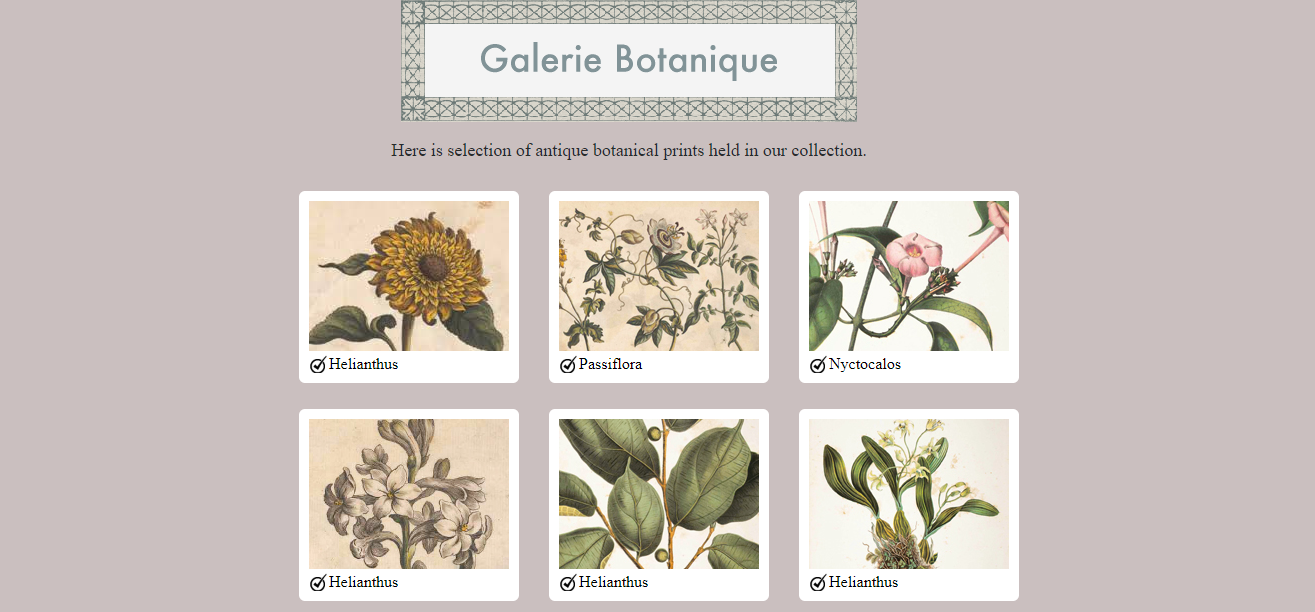 Galerie Botanique
Here is selection of antique botanical prints held in our collection.
Helianthus
Passiflora
Nyctocalos
Helianthus
Helianthus
Helianthus